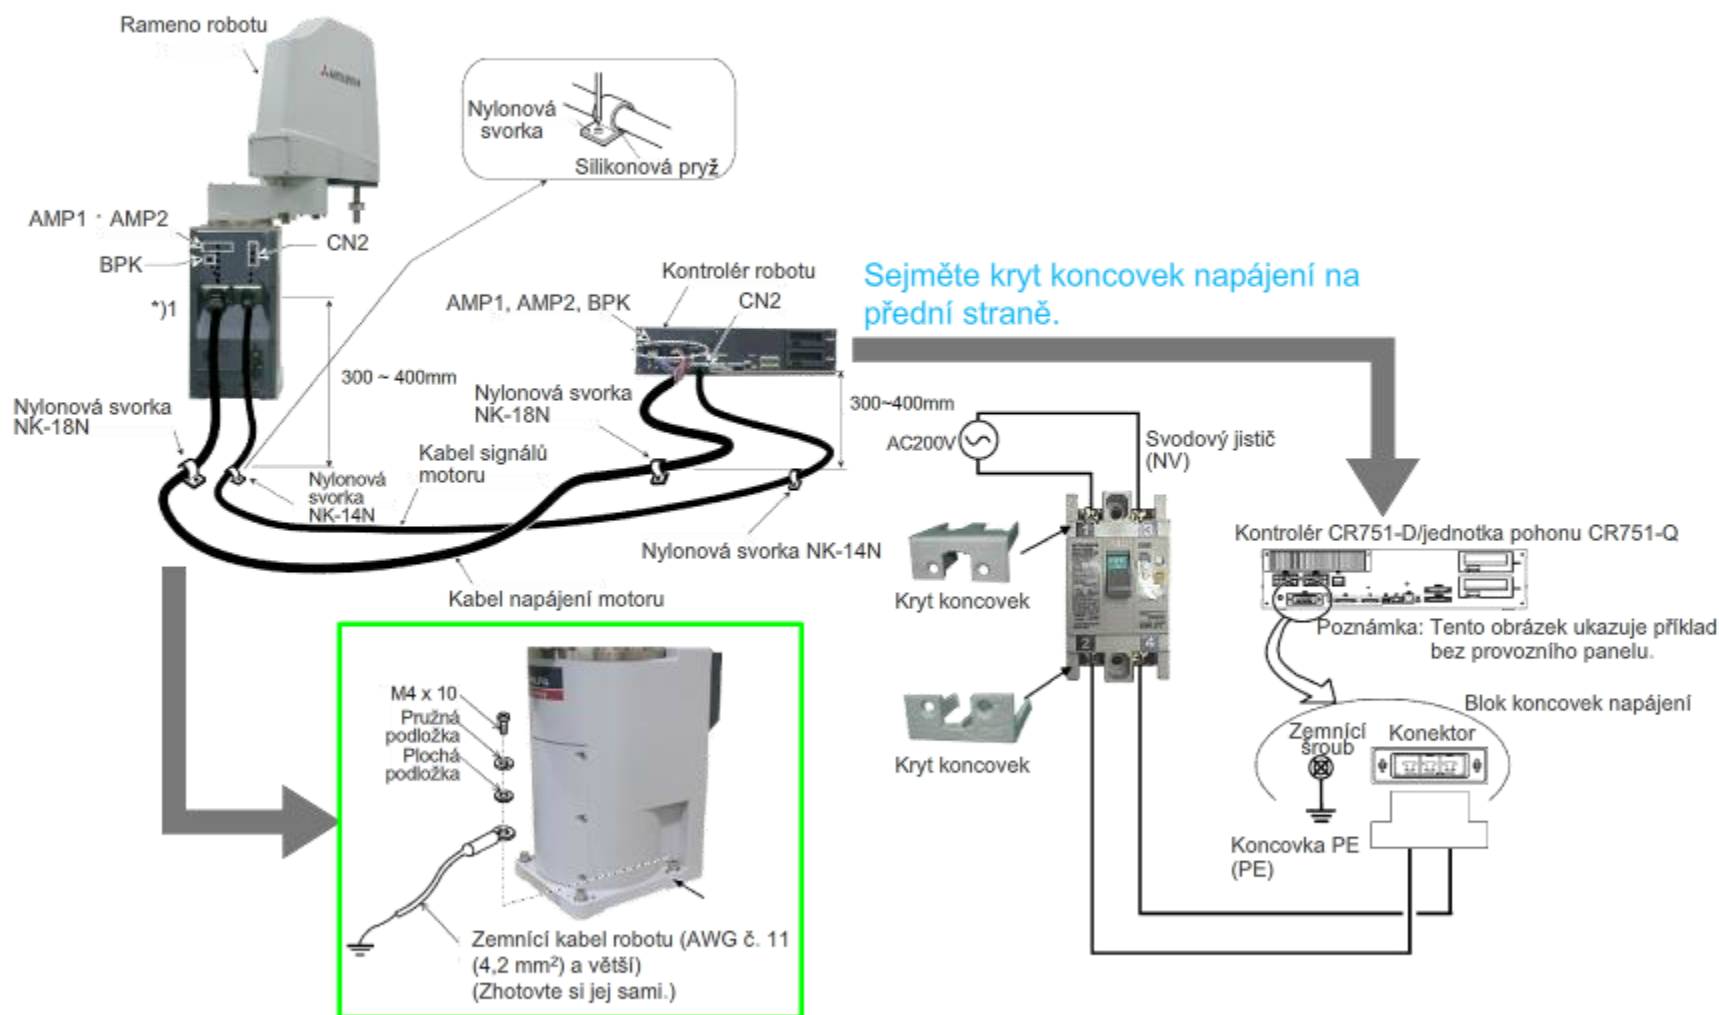 Rameno robotu
MITSUBISHI
Nylonová
svorka
Silikonová pryž
AMP1・AMP2
BPK
CN2
*)1
300 ~ 400mm
Nylonová svorka
NK-18N
Nylonová
svorka
NK-14N
Kabel signálů
motoru
Kontrolér robotu
AMP1, AMP2, BPK
CN2
Nylonová svorka
NK-18N
300~400mm
Nylonová svorka NK-14N
Kabel napájení motoru
Sejměte kryt koncovek napájení na
přední straně.
AC200V
Svodový jistič
(NV)
1
3
2
4
Kryt koncovek
Kryt koncovek
Kontrolér CR751-D/jednotka pohonu CR751-Q
Poznámka: Tento obrázek ukazuje příklad
bez provozního panelu.
Blok koncovek napájení
Zemnící
šroub
Konektor
Koncovka PE
(PE)
M4 x 10
Pružná
podložka
Plochá
podložka
Zemnící kabel robotu (AWG č. 11
(4,2 mm²) a větší)
(Zhotovte si jej sami.)